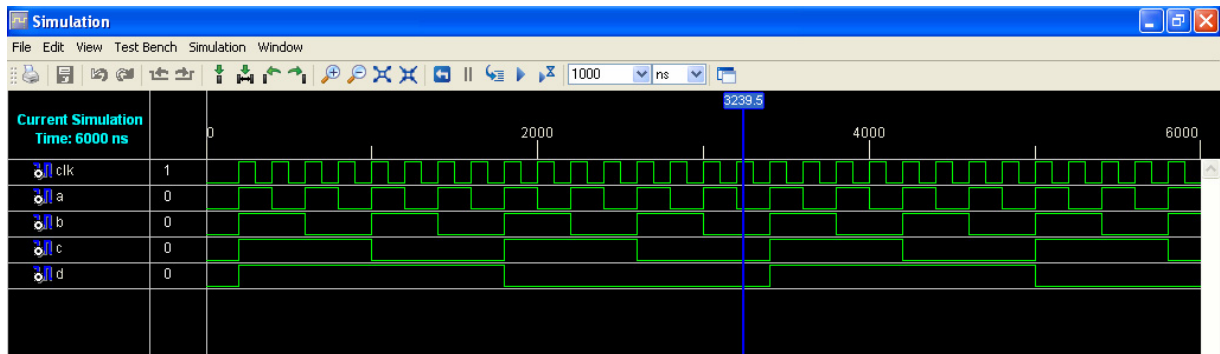 Simulation
File Edit View Test Bench Simulation Window
1000 ns
3239.5
Current Simulation
Time: 6000 ns
0 2000 4000 6000
clk 1
a 0
b 0
c 0
d 0